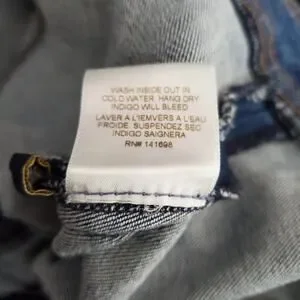 WASH INSIDE OUT IN
COLD WATER. HANG DRY
INDIGO WILL BLEED
LAVER À L'IEMVERS À L'EAU
FROIDE. SUSPENDEZ SEC
INDIGO SAIGNERA
RN# 141698